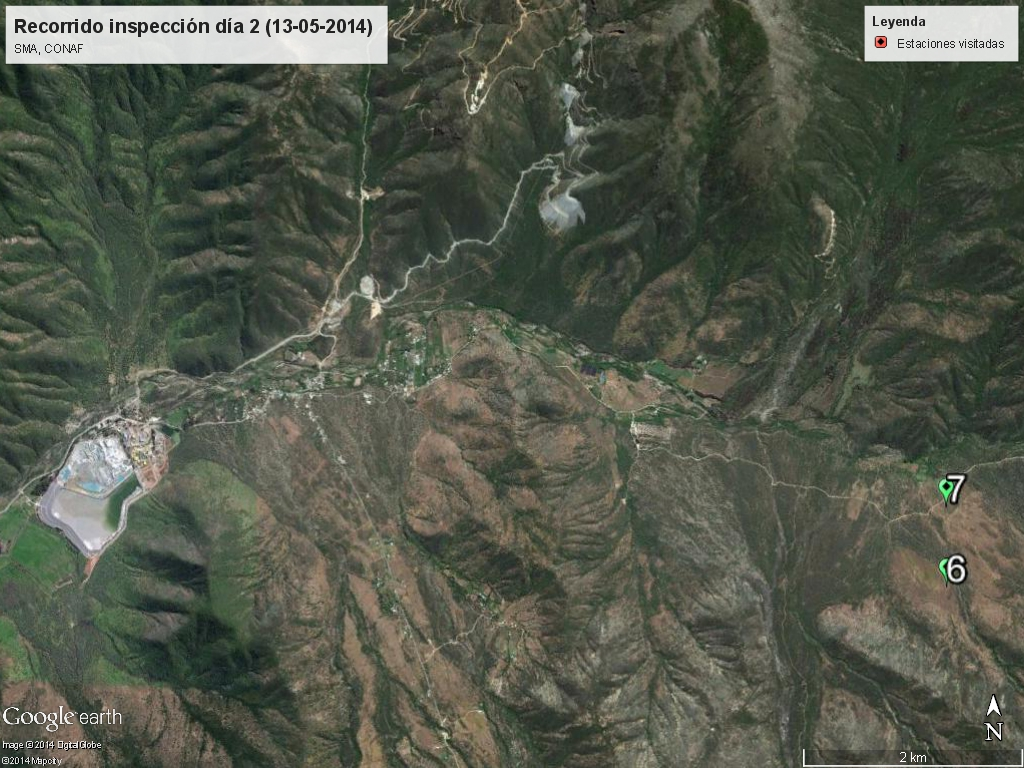 Recorrido inspección día 2 (13-05-2014)
SMA, CONAF
Leyenda
Estaciones visitadas
7
6
N
Google earth
Image © 2014 DigitalGlobe
© 2014 Mapcity
2 km